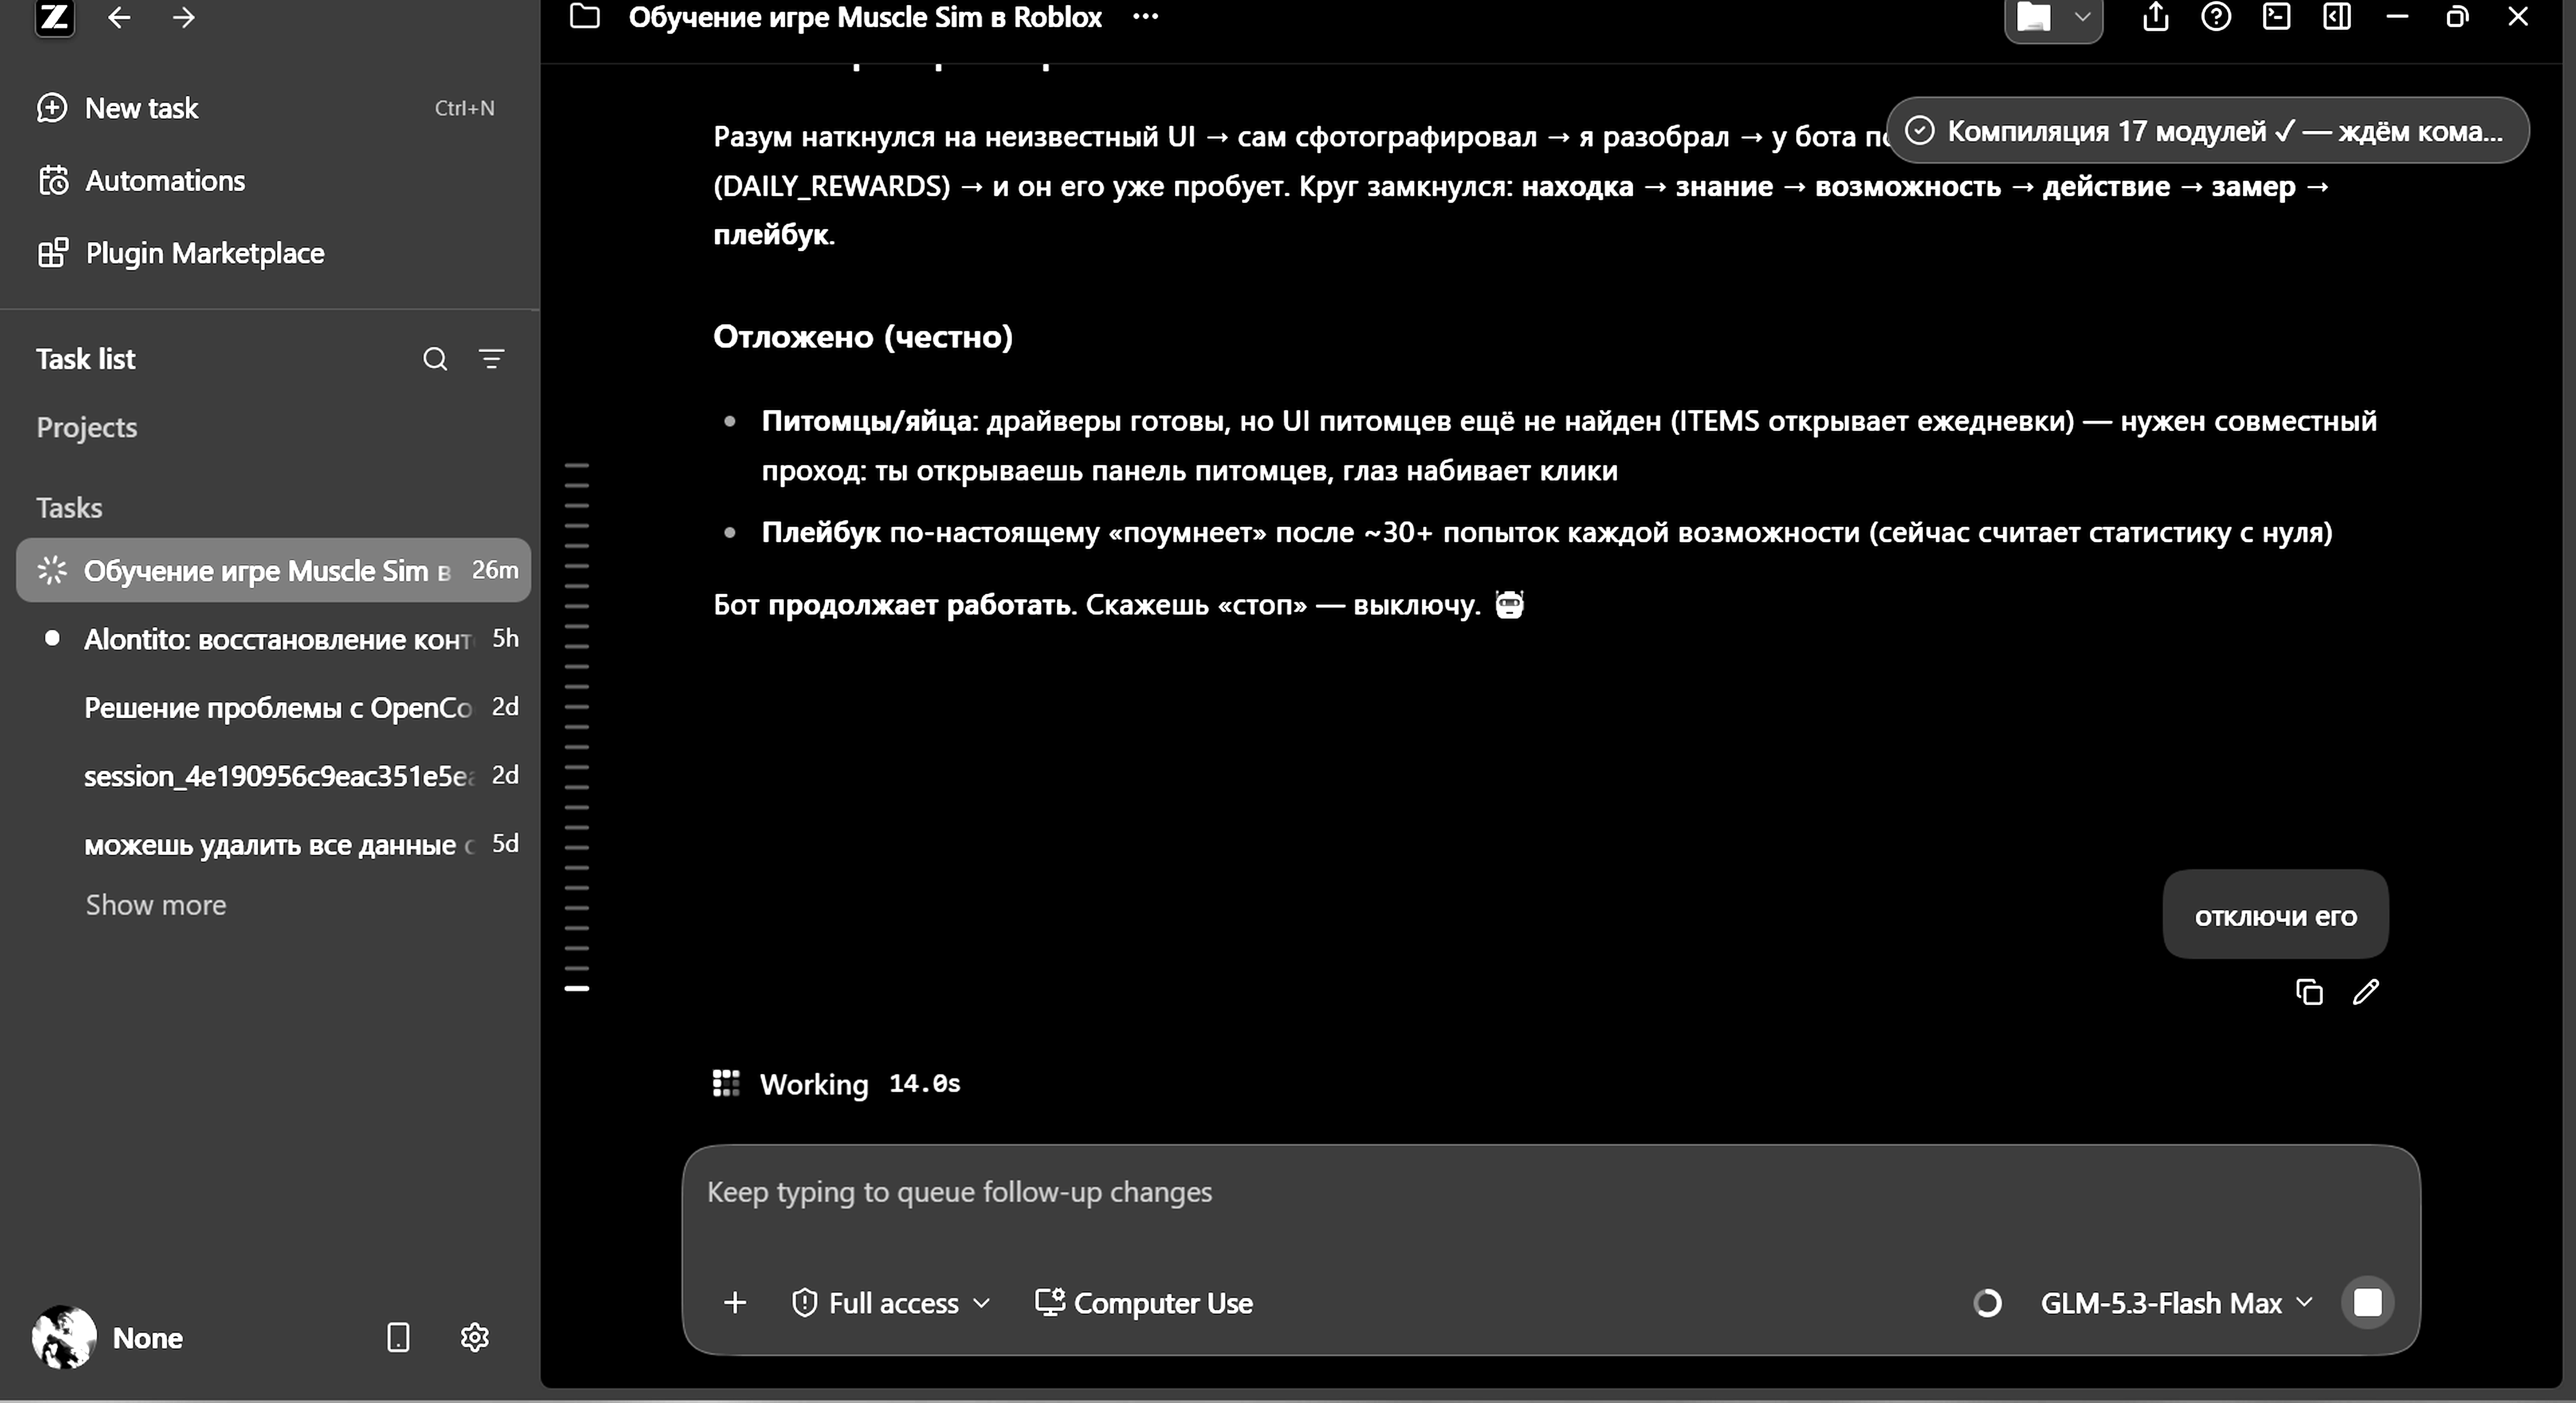 Z
Обучение игре Muscle Sim в Roblox ...
New task Ctrl+N
Automations
Plugin Marketplace
Task list
Projects
Tasks
Обучение игре Muscle Sim в 26m
Alontito: восстановление конт 5h
Решение проблемы с OpenCo 2d
session_4e190956c9eac351e5ea 2d
можешь удалить все данные с 5d
Show more
None
Компиляция 17 модулей ✓ — ждём кома...
Разум наткнулся на неизвестный UI → сам сфотографировал → я разобрал → у бота по
(DAILY_REWARDS) → и он его уже пробует. Круг замкнулся: находка → знание → возможность → действие → замер →
плейбук.
Отложено (честно)
• Питомцы/яйца: драйверы готовы, но UI питомцев ещё не найден (ITEMS открывает ежедневки) — нужен совместный
проход: ты открываешь панель питомцев, глаз набивает клики
• Плейбук по-настоящему «поумнеет» после ~30+ попыток каждой возможности (сейчас считает статистику с нуля)
Бот продолжает работать. Скажешь «стоп» — выключу. 🤖
отключи его
Working 14.0s
Keep typing to queue follow-up changes
Full access
Computer Use
GLM-5.3-Flash Max